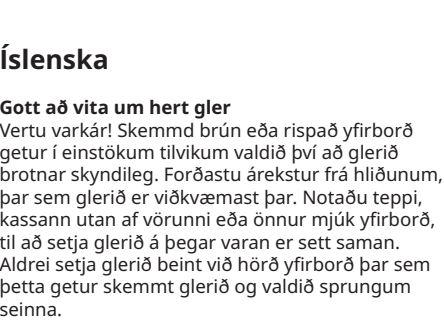 Íslenska
Gott að vita um hert gler
Vertu varkár! Skemmd brún eða rispað yfirborð
getur í einstökum tilvikum valdið því að glerið
brotnar skyndileg. Forðastu árekstur frá hliðunum,
þar sem glerið er viðkvæmast þar. Notaðu teppi,
kassann utan af vörunni eða önnur mjúk yfirborð,
til að setja glerið á þegar varan er sett saman.
Aldrei setja glerið beint við hörð yfirborð þar sem
þetta getur skemmt glerið og valdið sprungum
seinna.